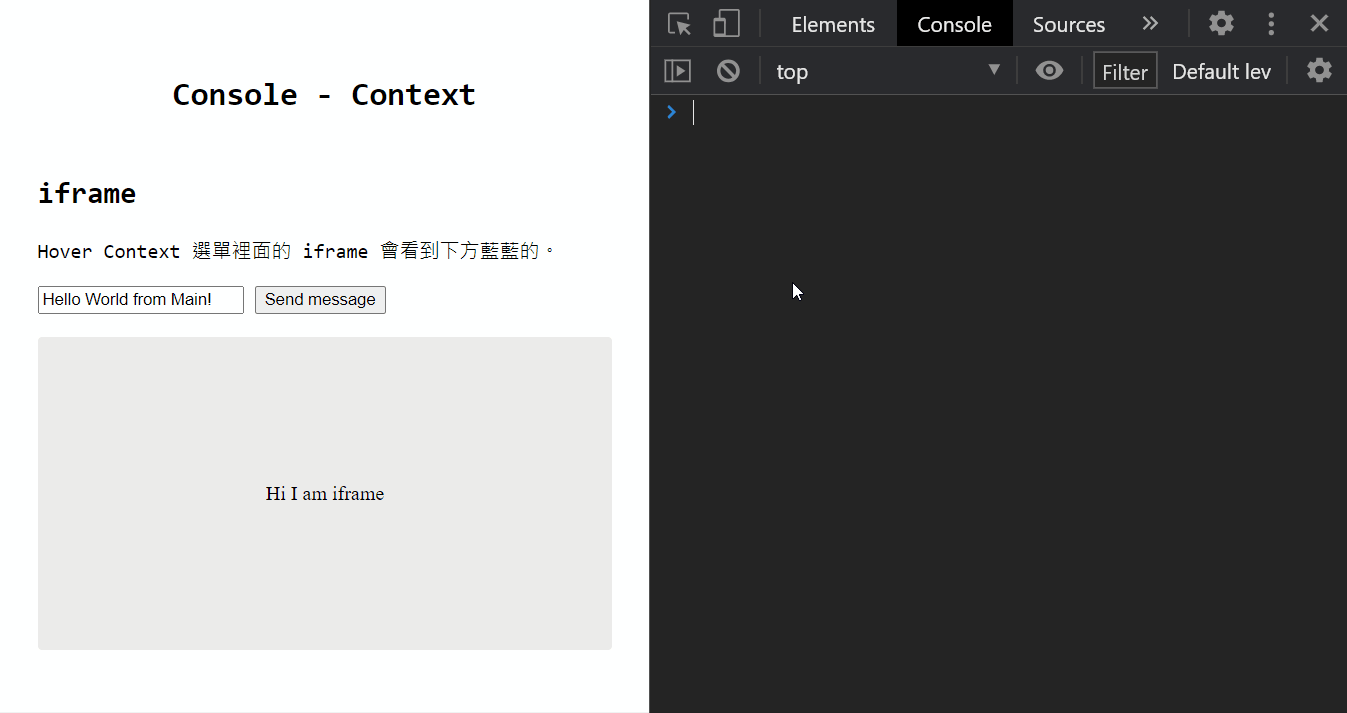 Console - Context
iframe
Hover Context 選單裡面的 iframe 會看到下方藍藍的。
Hello World from Main! Send message
Hi I am iframe
Elements Console Sources
top Filter Default lev